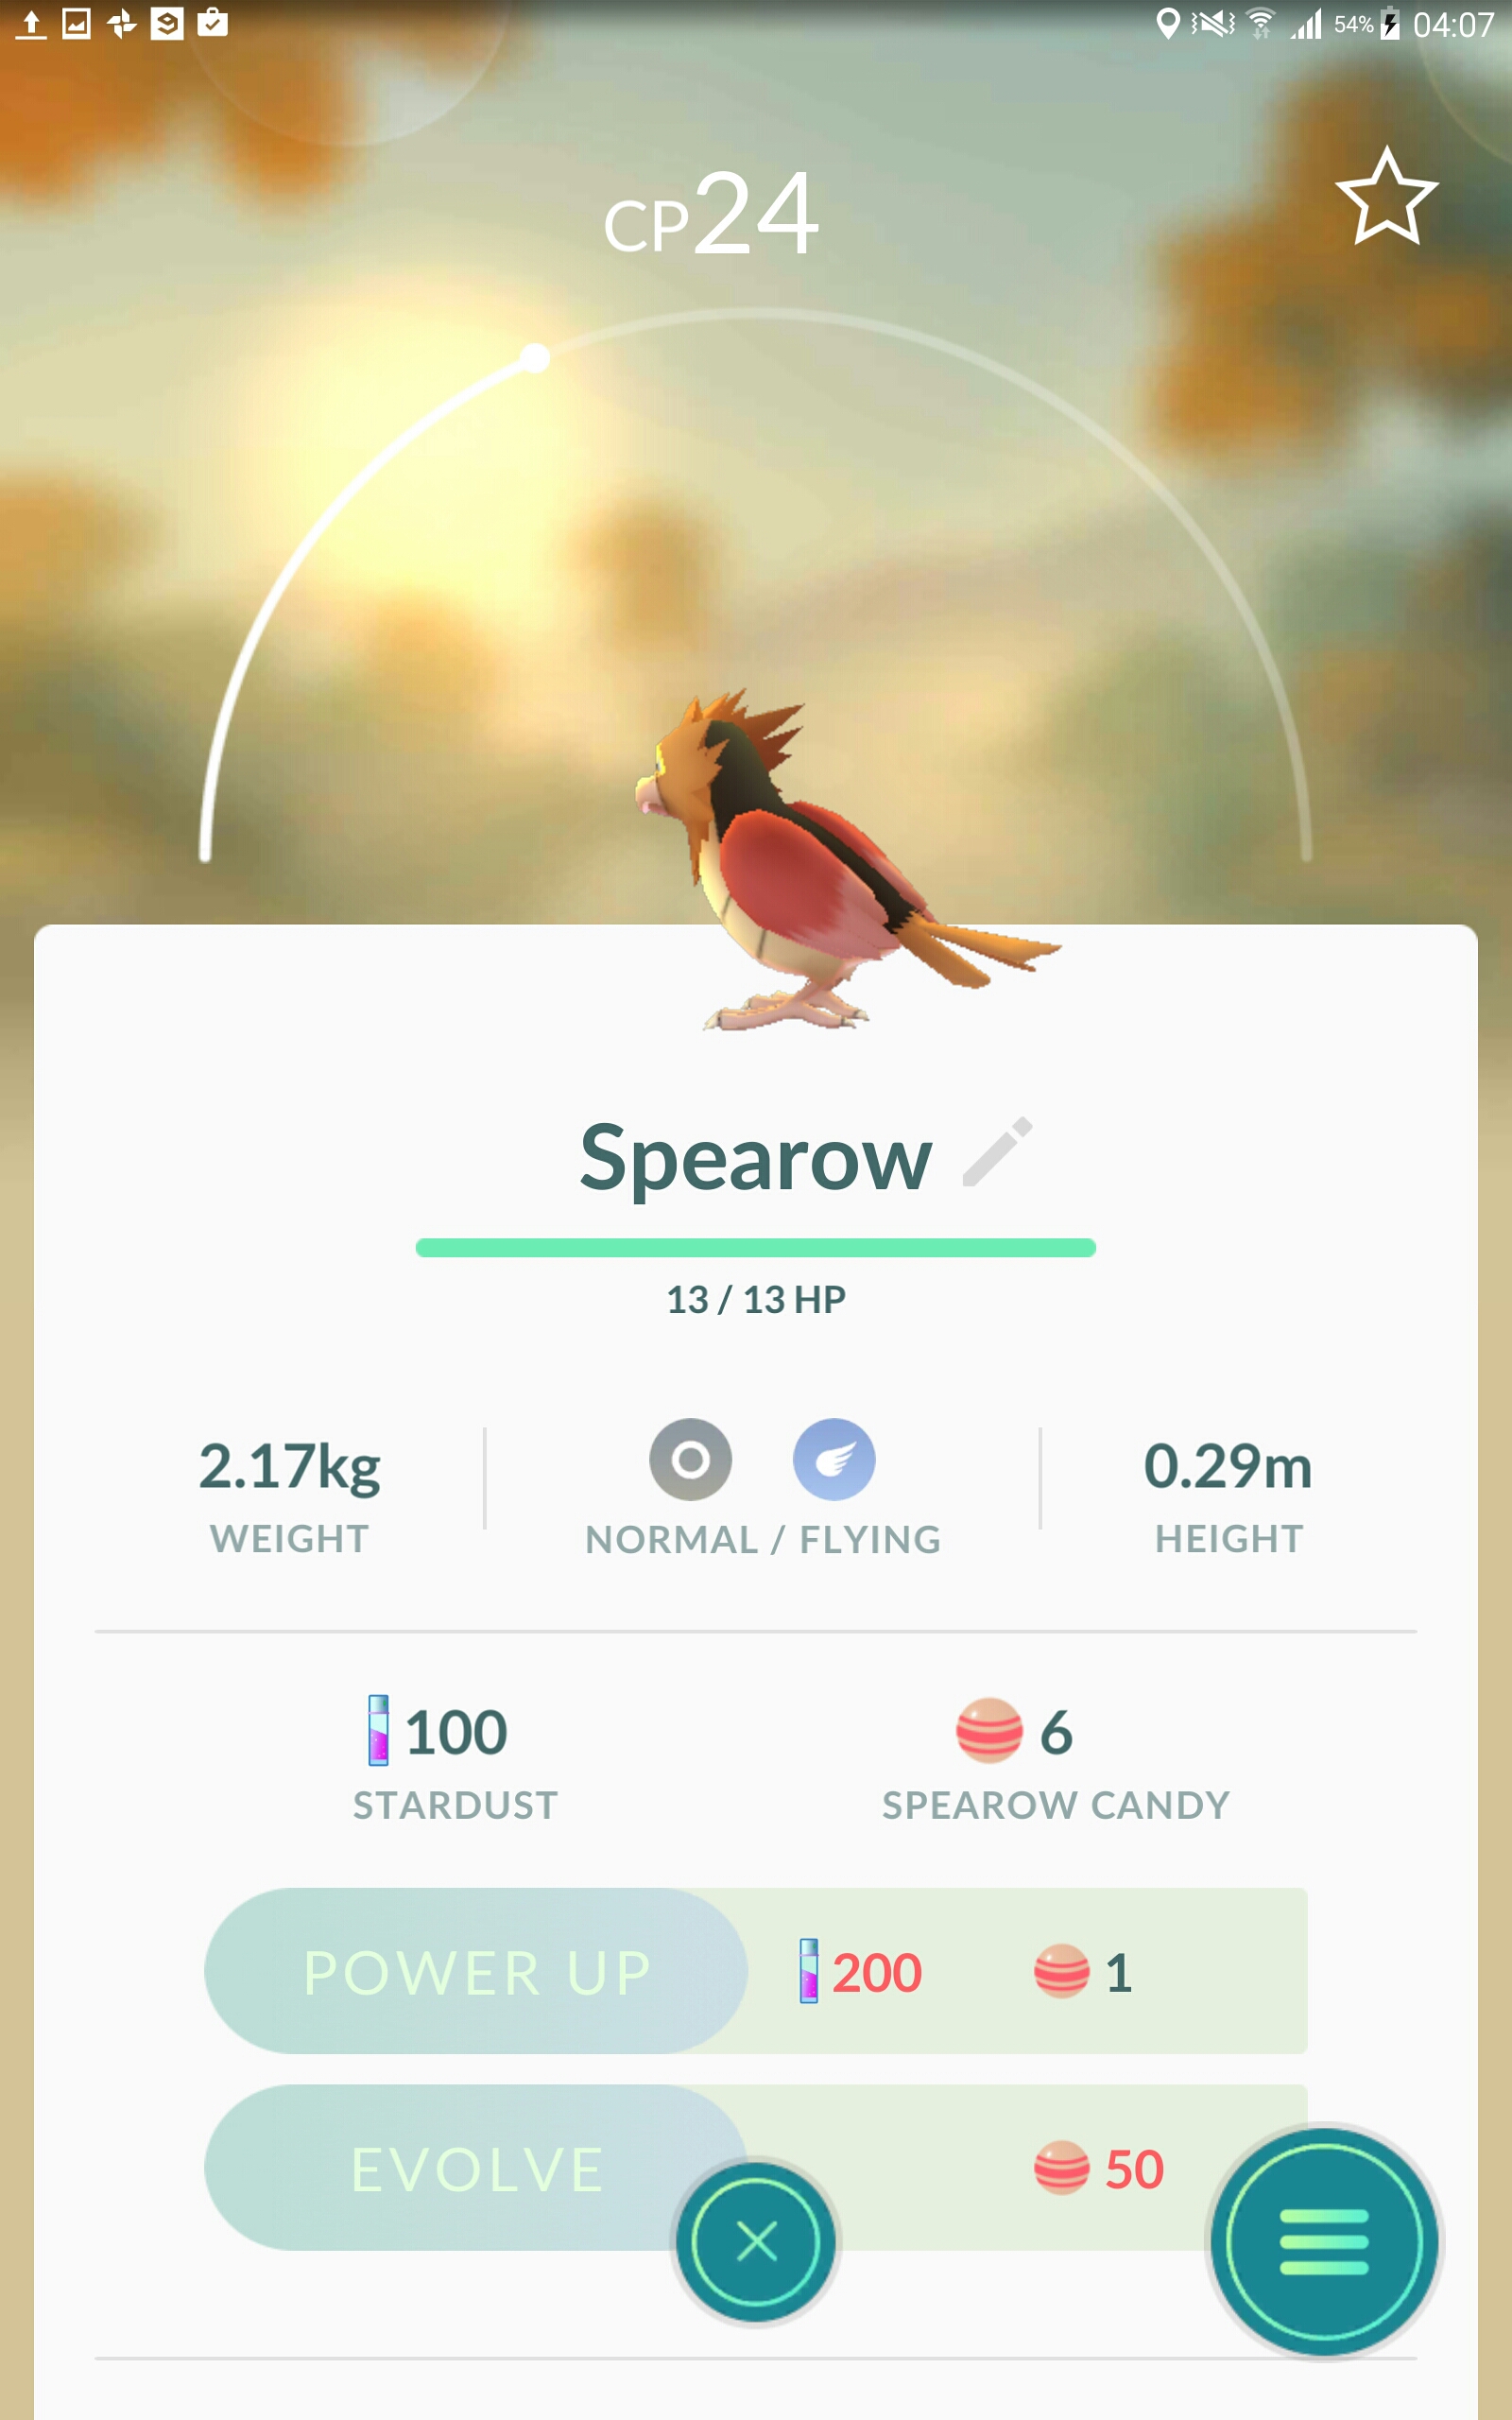 54% 04:07
CP24
Spearow
13 / 13 HP
2.17kg
WEIGHT
NORMAL / FLYING
0.29m
HEIGHT
100
STARDUST
6
SPEAROW CANDY
POWER UP 200 1
EVOLVE 50